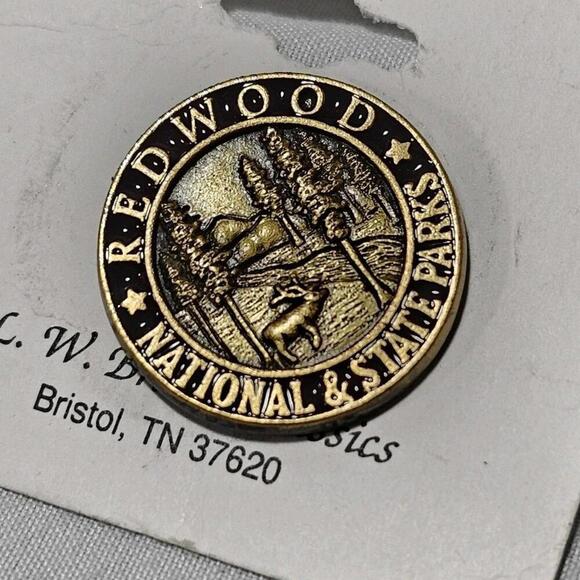 REDWOOD
NATIONAL & STATE PARKS
L. W.
Bristol, TN 37620